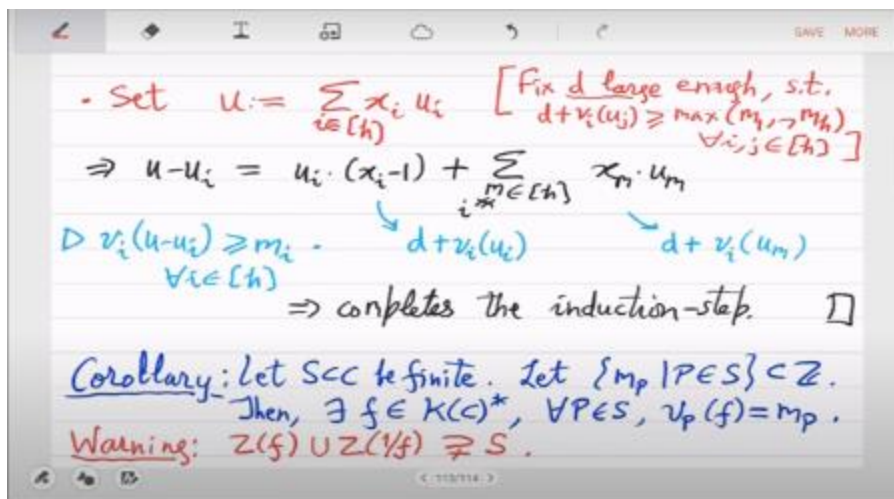 SAVE MORE
• Set u := Σ_{i∈[h]} x_i u_i [Fix d large enough, s.t.
d+v_i(u_j) ≥ max(m_1, → m_h)
∀i,j∈[h] ]
⇒ u-u_i = u_i · (x_i-1) + Σ_{i≠m∈[h]} x_m · u_m
▷ v_i(u-u_i) ≥ m_i . d+v_i(u_i) d+ v_i(u_m)
∀i∈[h]
⇒ completes the induction-step. □
Corollary: Let S⊂C be finite. Let {m_P | P∈S} ⊂ Z.
Then, ∃ f ∈ K(C)*, ∀P∈S, v_P(f) = m_P .
Warning: Z(f) ∪ Z(1/f) ⊋ S .
< 113/114 >